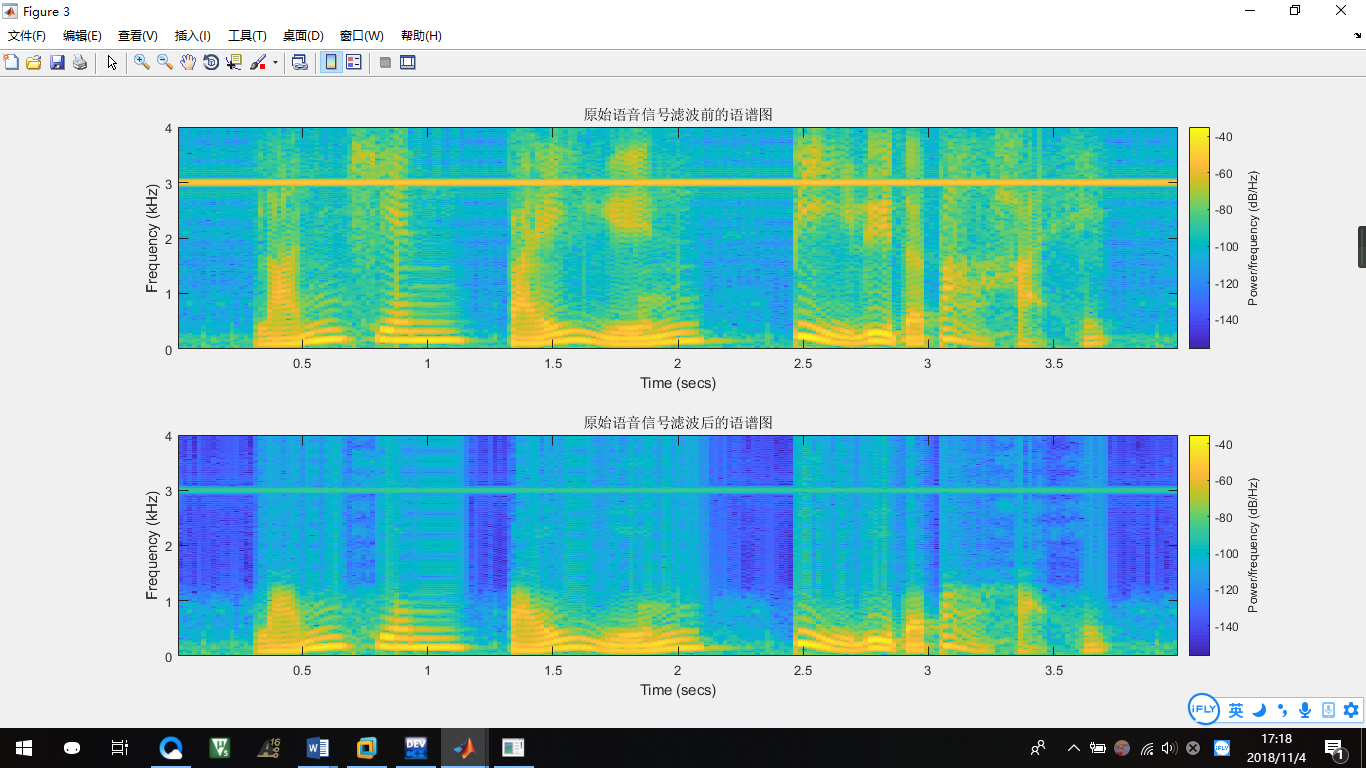 Figure 3
文件(F) 编辑(E) 查看(V) 插入(I) 工具(T) 桌面(D) 窗口(W) 帮助(H)
原始语音信号滤波前的语谱图
Frequency (kHz)
4
3
2
1
0
0.5 1 1.5 2 2.5 3 3.5
Time (secs)
-40
-60
-80
-100
-120
-140
Power/frequency (dB/Hz)
原始语音信号滤波后的语谱图
Frequency (kHz)
4
3
2
1
0
0.5 1 1.5 2 2.5 3 3.5
Time (secs)
-40
-60
-80
-100
-120
-140
Power/frequency (dB/Hz)
iFLY 英
V5 16 W DEV iFLY
17:18
2018/11/4
1